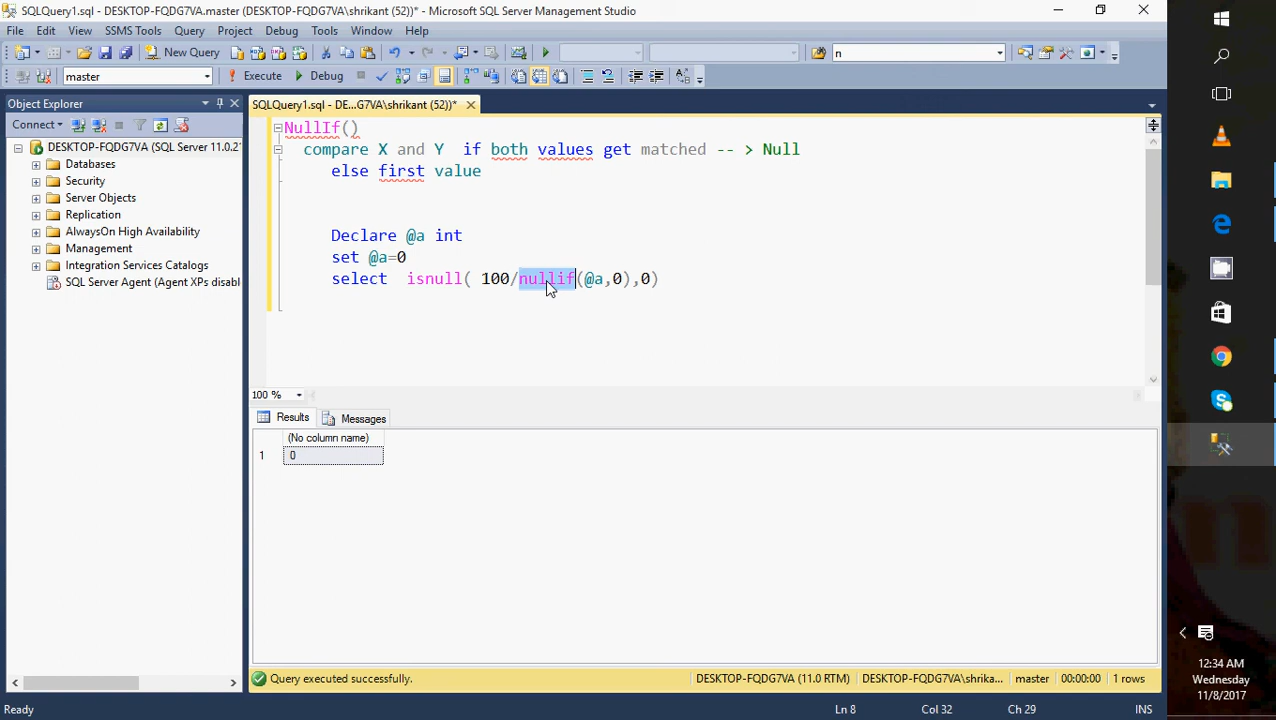 SQLQuery1.sql - DESKTOP-FQDG7VA.master (DESKTOP-FQDG7VA\shrikant (52))* - Microsoft SQL Server Management Studio
File Edit View SSMS Tools Query Project Debug Tools Window Help
New Query n
master Execute Debug
Object Explorer
Connect
DESKTOP-FQDG7VA (SQL Server 11.0.2
Databases
Security
Server Objects
Replication
AlwaysOn High Availability
Management
Integration Services Catalogs
SQL Server Agent (Agent XPs disabl
SQLQuery1.sql - DE...G7VA\shrikant (52))*
NullIf()
compare X and Y if both values get matched -- > Null
else first value
Declare @a int
set @a=0
select isnull( 100/nullif(@a,0),0)
100 %
Results Messages
(No column name)
1 0
Query executed successfully. DESKTOP-FQDG7VA (11.0 RTM) DESKTOP-FQDG7VA\shrika... master 00:00:00 1 rows
Ready Ln 8 Col 32 Ch 29 INS
12:34 AM
Wednesday
11/8/2017